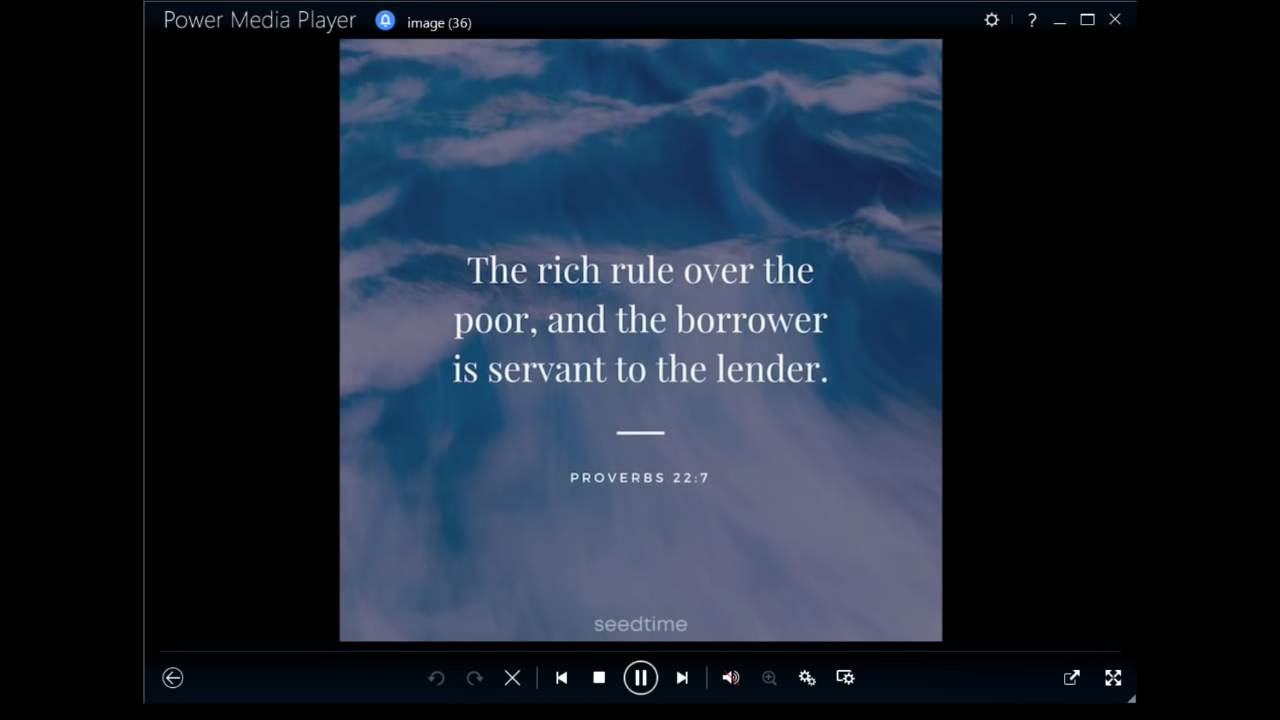 Power Media Player
image (36)
The rich rule over the
poor, and the borrower
is servant to the lender.
PROVERBS 22:7
seedtime